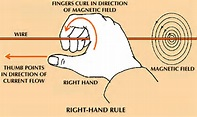 FINGERS CURL IN DIRECTION
OF MAGNETIC FIELD
WIRE
THUMB POINTS
IN DIRECTION OF
CURRENT FLOW
RIGHT HAND
MAGNETIC FIELD
RIGHT-HAND RULE